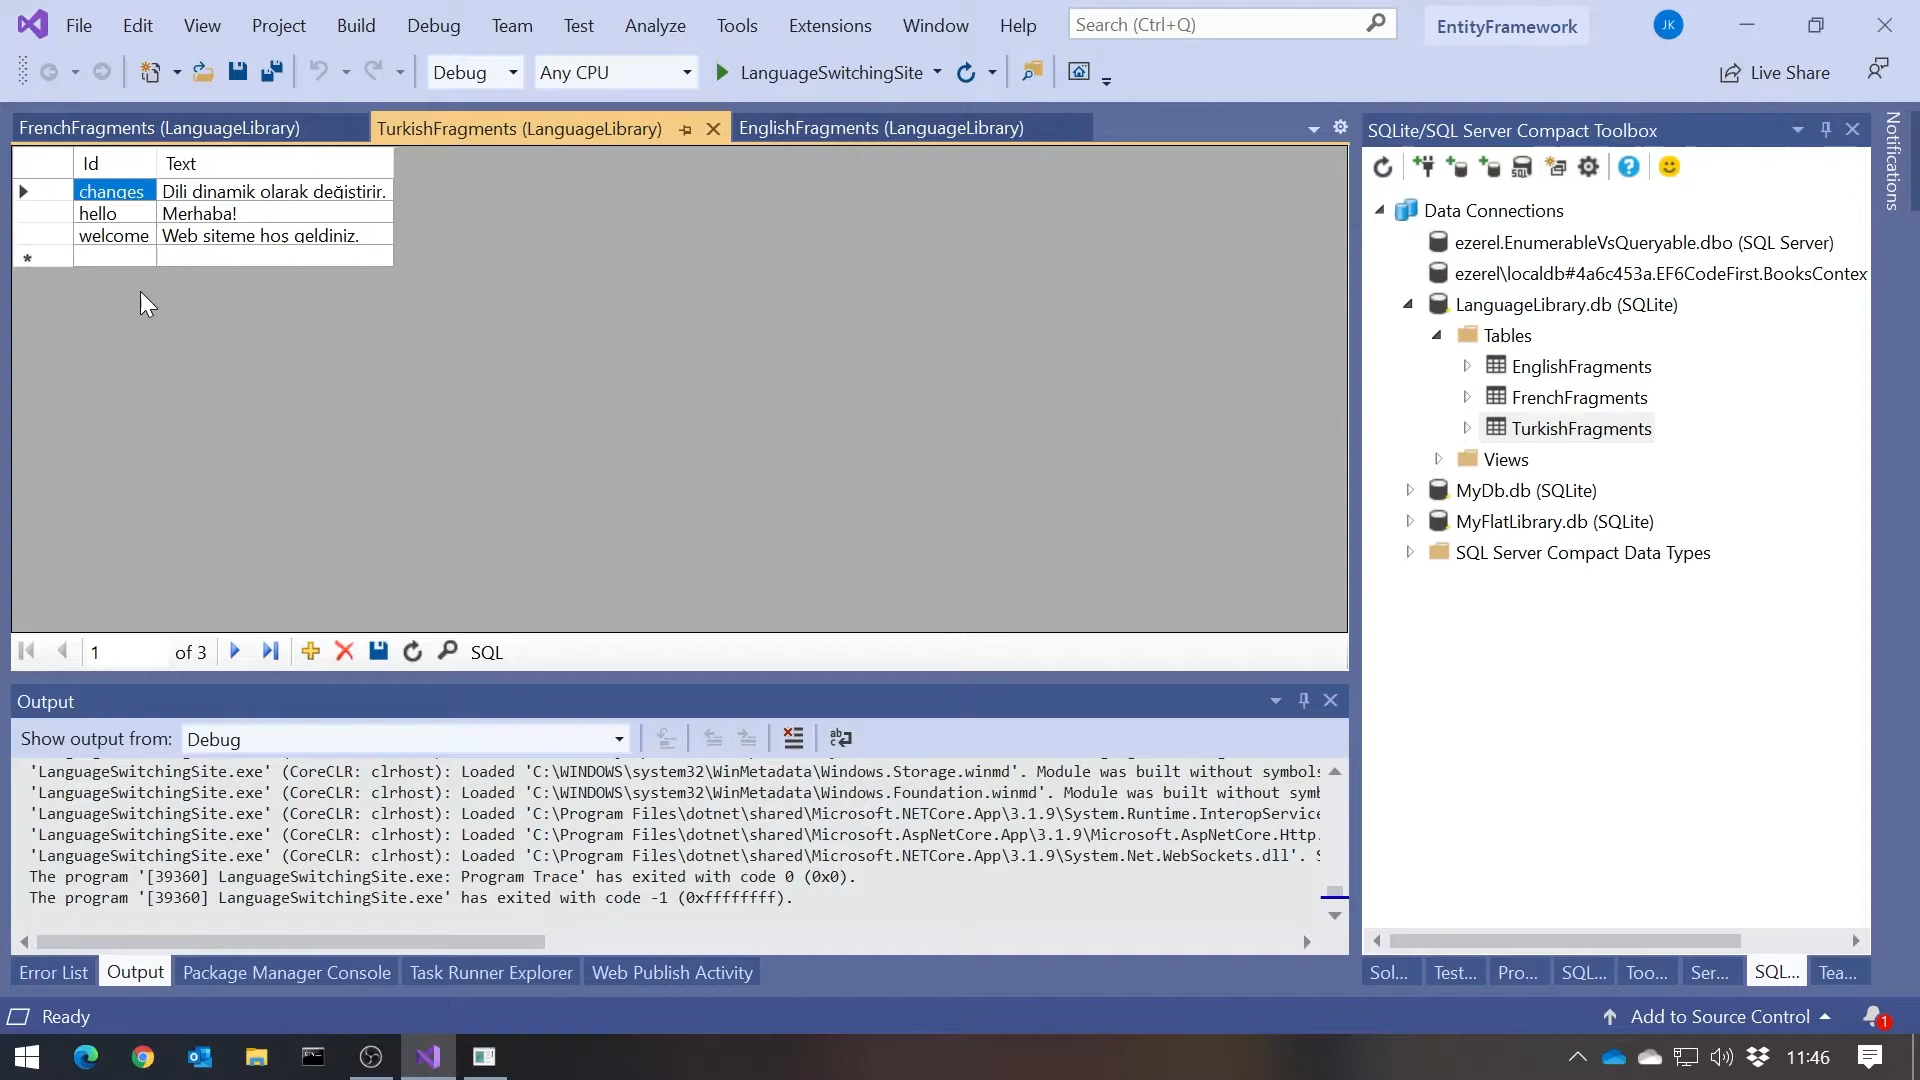 File Edit View Project Build Debug Team Test Analyze Tools Extensions Window Help Search (Ctrl+Q) EntityFramework JK
Debug Any CPU LanguageSwitchingSite Live Share
FrenchFragments (LanguageLibrary) TurkishFragments (LanguageLibrary) EnglishFragments (LanguageLibrary)
Id Text
changes Dili dinamik olarak değiştirir.
hello Merhaba!
welcome Web siteme hoş geldiniz.
*
1 of 3 SQL
Output
Show output from: Debug
'LanguageSwitchingSite.exe' (CoreCLR: clrhost): Loaded 'C:\WINDOWS\system32\WinMetadata\Windows.Storage.winmd'. Module was built without symbols
'LanguageSwitchingSite.exe' (CoreCLR: clrhost): Loaded 'C:\WINDOWS\system32\WinMetadata\Windows.Foundation.winmd'. Module was built without symb
'LanguageSwitchingSite.exe' (CoreCLR: clrhost): Loaded 'C:\Program Files\dotnet\shared\Microsoft.NETCore.App\3.1.9\System.Runtime.InteropService
'LanguageSwitchingSite.exe' (CoreCLR: clrhost): Loaded 'C:\Program Files\dotnet\shared\Microsoft.AspNetCore.App\3.1.9\Microsoft.AspNetCore.Http.
'LanguageSwitchingSite.exe' (CoreCLR: clrhost): Loaded 'C:\Program Files\dotnet\shared\Microsoft.NETCore.App\3.1.9\System.Net.WebSockets.dll'. S
The program '[39360] LanguageSwitchingSite.exe: Program Trace' has exited with code 0 (0x0).
The program '[39360] LanguageSwitchingSite.exe' has exited with code -1 (0xffffffff).
Error List Output Package Manager Console Task Runner Explorer Web Publish Activity
SQLite/SQL Server Compact Toolbox
Data Connections
ezerel.EnumerableVsQueryable.dbo (SQL Server)
ezerel\localdb#4a6c453a.EF6CodeFirst.BooksContex
LanguageLibrary.db (SQLite)
Tables
EnglishFragments
FrenchFragments
TurkishFragments
Views
MyDb.db (SQLite)
MyFlatLibrary.db (SQLite)
SQL Server Compact Data Types
Sol... Test... Pro... SQL... Too... Ser... SQL... Tea...
Notifications
Ready Add to Source Control 1
11:46